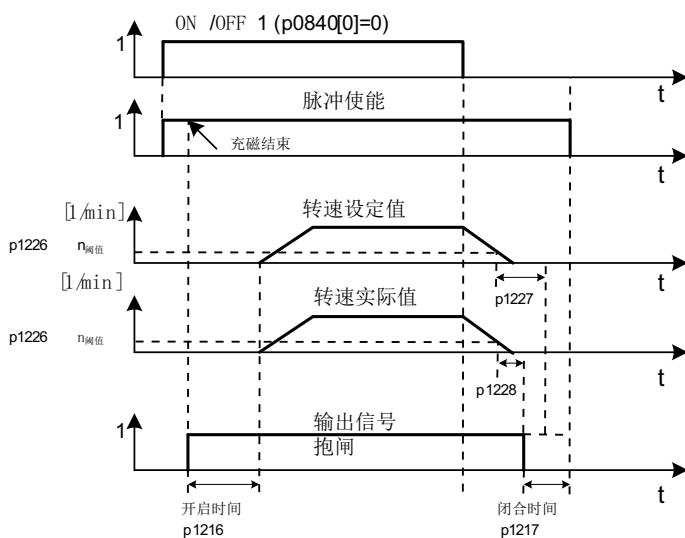 ON /OFF 1 (p0840[0]=0)
1
t
脉冲使能
1
充磁结束
t
[1/min]
转速设定值
p1226 n阈值
t
[1/min]
p1227
转速实际值
p1226 n阈值
t
p1228
输出信号
1
抱闸
t
开启时间
p1216
闭合时间
p1217